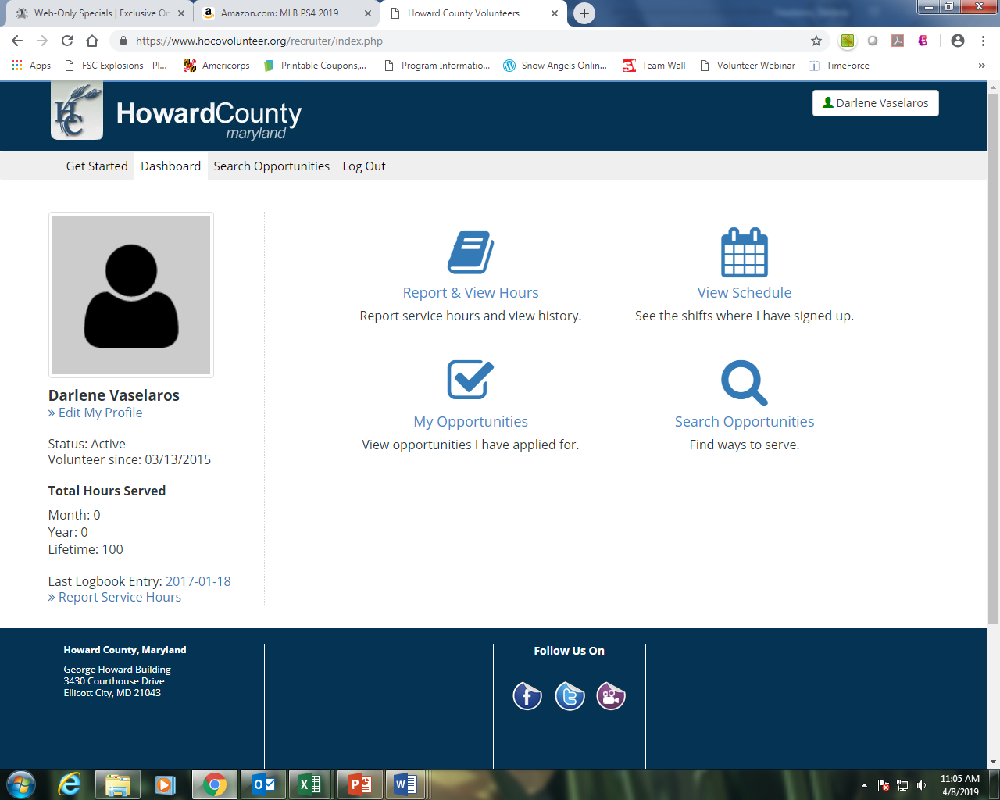 Web-Only Specials | Exclusive On
Amazon.com: MLB PS4 2019
Howard County Volunteers
https://www.hocovolunteer.org/recruiter/index.php
Apps
FSC Explosions - Pl...
Americorps
Printable Coupons,...
Program Informatio...
Snow Angels Onlin...
Team Wall
Volunteer Webinar
TimeForce
»
HC
HowardCounty
maryland
Darlene Vaselaros
Get Started
Dashboard
Search Opportunities
Log Out
Darlene Vaselaros
» Edit My Profile
Status: Active
Volunteer since: 03/13/2015
Total Hours Served
Month: 0
Year: 0
Lifetime: 100
Last Logbook Entry: 2017-01-18
» Report Service Hours
Report & View Hours
Report service hours and view history.
View Schedule
See the shifts where I have signed up.
My Opportunities
View opportunities I have applied for.
Search Opportunities
Find ways to serve.
Howard County, Maryland
George Howard Building
3430 Courthouse Drive
Ellicott City, MD 21043
Follow Us On
11:05 AM
4/8/2019